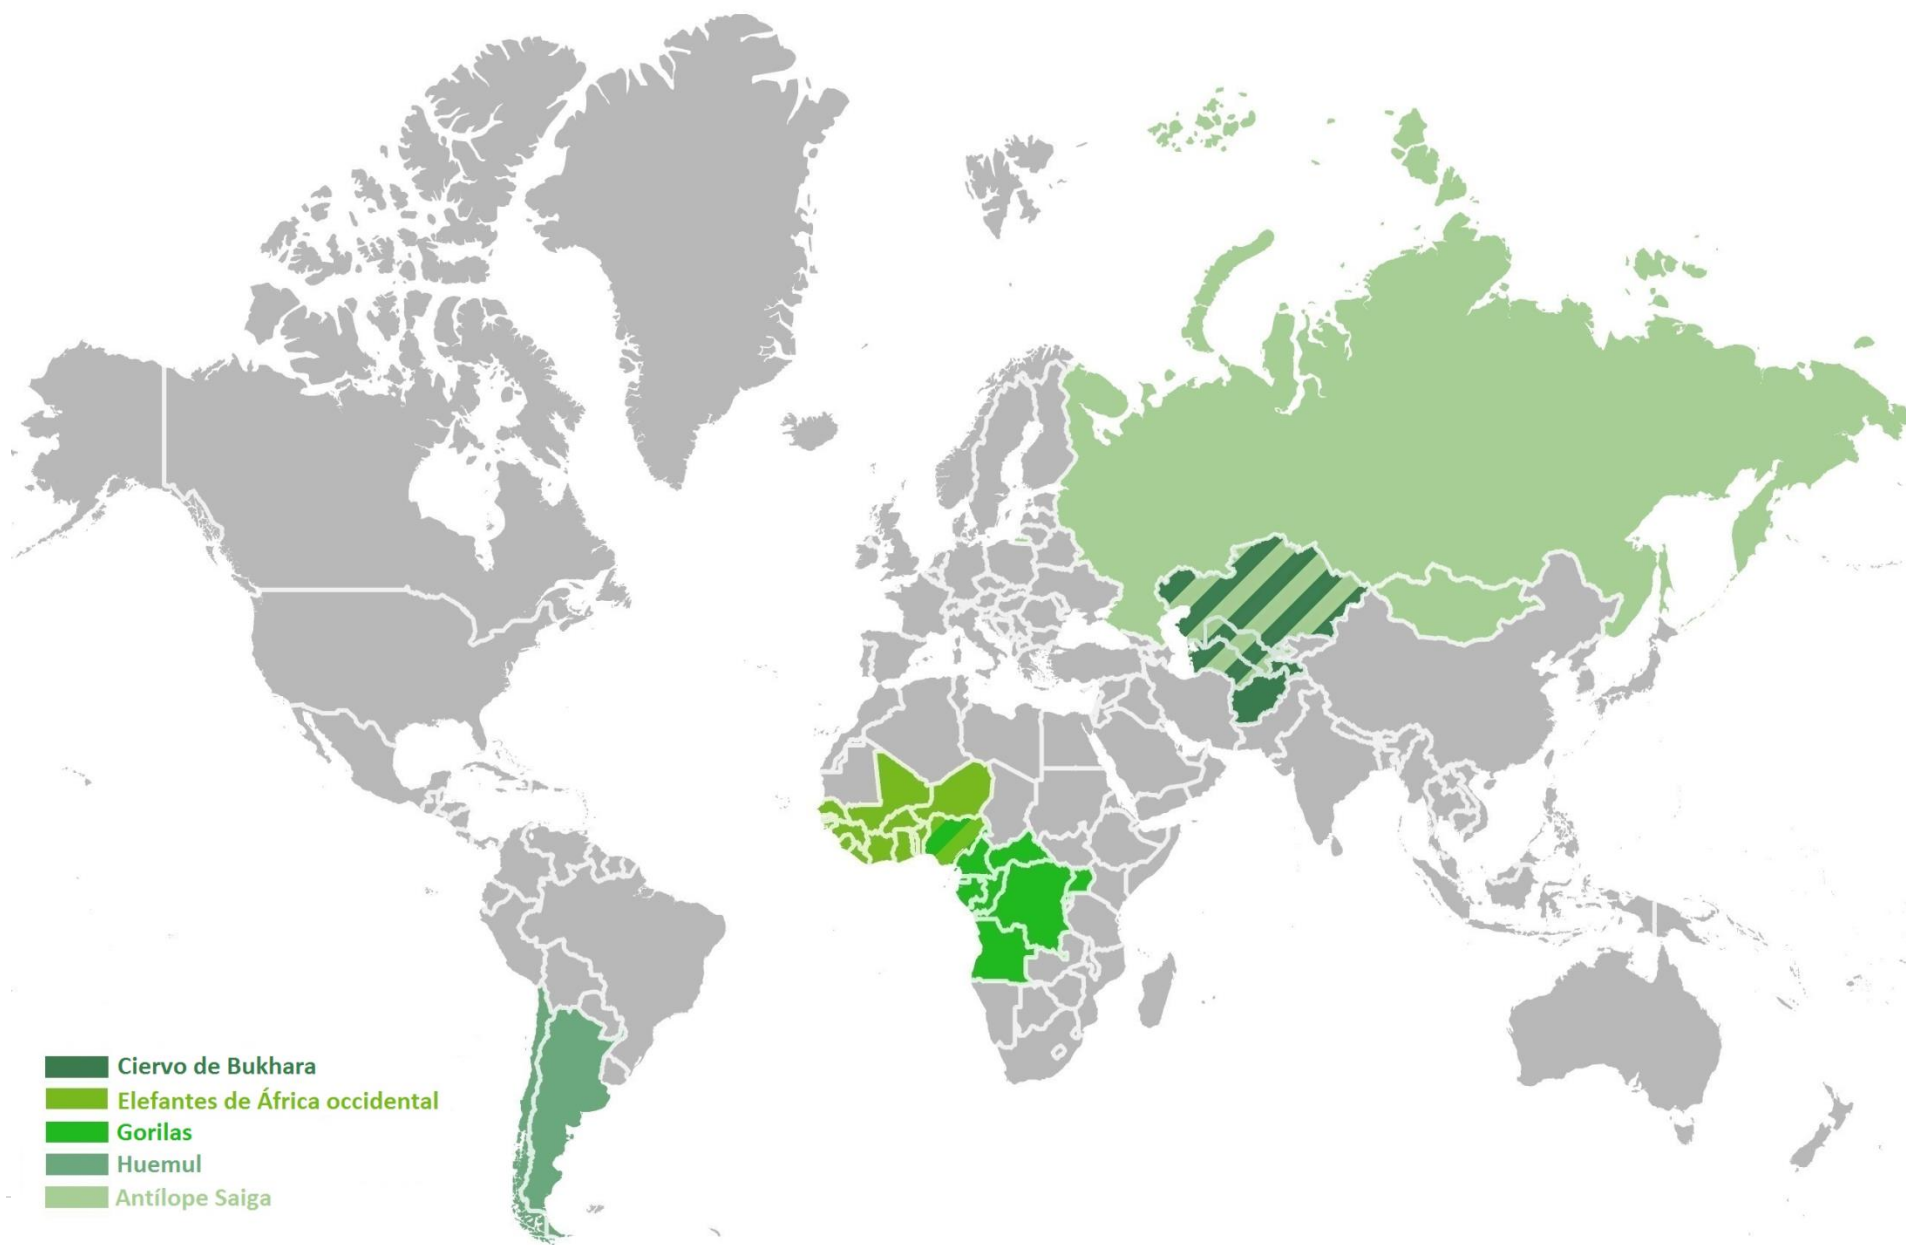 Ciervo de Bukhara
Elefantes de África occidental
Gorilas
Huemul
Antílope Saiga